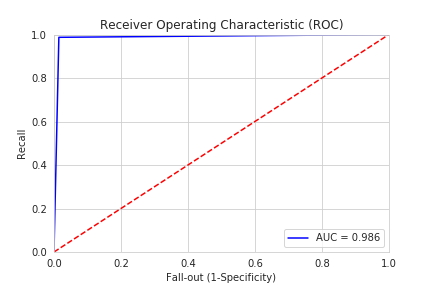 Receiver Operating Characteristic (ROC)
1.0
0.8
0.6
0.4
0.2
0.0
Recall
0.0 0.2 0.4 0.6 0.8 1.0
Fall-out (1-Specificity)
AUC = 0.986